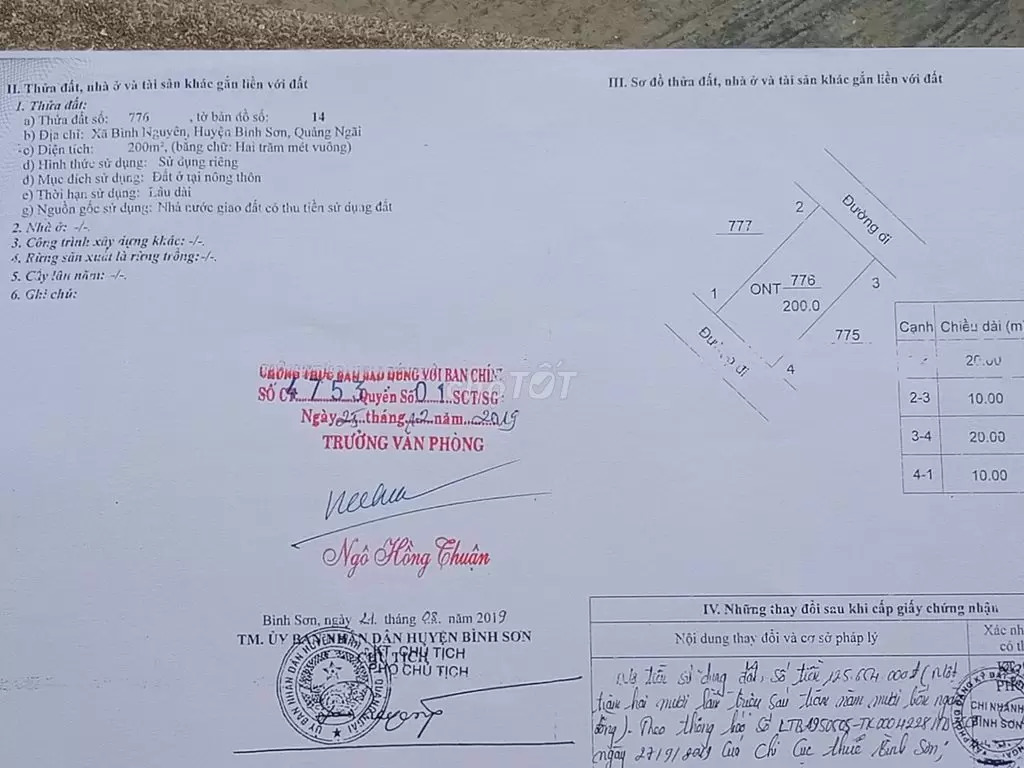 II. Thửa đất, nhà ở và tài sản khác gắn liền với đất
1. Thửa đất:
a) Thửa đất số: 776 , tờ bản đồ số: 14
b) Địa chỉ: Xã Bình Nguyên, Huyện Bình Sơn, Quảng Ngãi
c) Diện tích: 200m², (bằng chữ: Hai trăm mét vuông)
d) Hình thức sử dụng: Sử dụng riêng
đ) Mục đích sử dụng: Đất ở tại nông thôn
e) Thời hạn sử dụng: Lâu dài
g) Nguồn gốc sử dụng: Nhà nước giao đất có thu tiền sử dụng đất
2. Nhà ở: -/-.
3. Công trình xây dựng khác: -/-.
4. Rừng sản xuất là rừng trồng: -/-.
5. Cây lâu năm: -/-.
6. Ghi chú:
III. Sơ đồ thửa đất, nhà ở và tài sản khác gắn liền với đất
Đường đi
2
777
776
ONT
200.0
3
1
775
Đường đi
4
Cạnh Chiều dài (m
20.00
2-3 10.00
3-4 20.00
4-1 10.00
CHỨNG THỰC BẢN SAO ĐÚNG VỚI BẢN CHÍN
SỐ C 4753 Quyển Số 01 SCT/SG
Ngày 25 tháng 12 năm 2019
TRƯỞNG VĂN PHÒNG
Ngô Hồng Thuận
CHỢ TỐT
Bình Sơn, ngày 21 tháng 08 năm 2019
TM. ỦY BAN NHÂN DÂN HUYỆN BÌNH SƠN
KT. CHỦ TỊCH
PHÓ CHỦ TỊCH
ỦY BAN NHÂN DÂN HUYỆN
IV. Những thay đổi sau khi cấp giấy chứng nhận
Nội dung thay đổi và cơ sở pháp lý
Xác nh
có th
Nợ tiền sử dụng đất, số tiền 125.654.000đ (Một
trăm hai mươi lăm triệu sáu trăm năm mươi bốn ngàn
đồng). Theo thông báo số LTB1950505-TK0004228/TB
ngày 27/9/2019 của Chi cục thuế Bình Sơn;
CHI NHÁNH
BÌNH SƠN